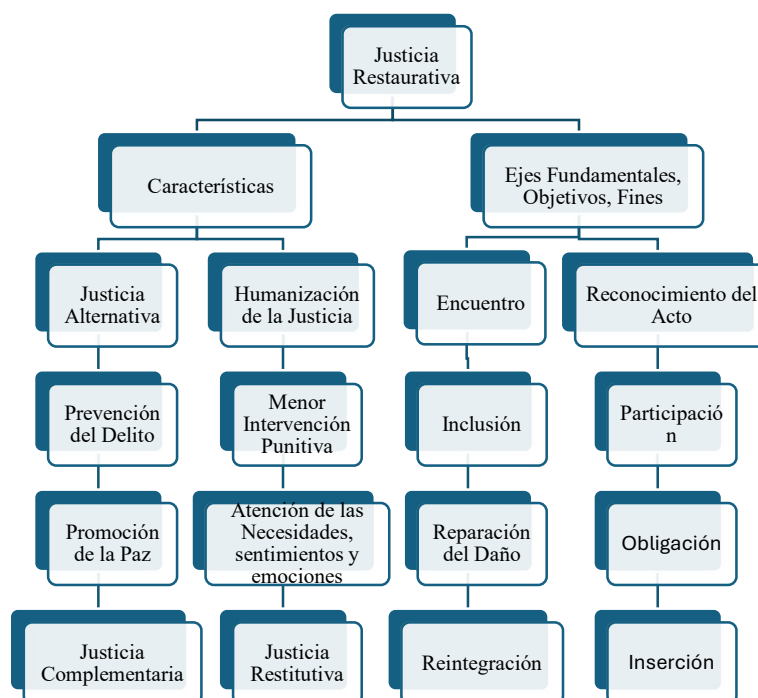 Justicia
Restaurativa
Características
Ejes Fundamentales,
Objetivos, Fines
Justicia
Alternativa
Humanización
de la Justicia
Encuentro
Reconocimiento del
Acto
Prevención
del Delito
Menor
Intervención
Punitiva
Inclusión
Participació
n
Promoción
de la Paz
Atención de las
Necesidades,
sentimientos y
emociones
Reparación
del Daño
Obligación
Justicia
Complementaria
Justicia
Restitutiva
Reintegración
Inserción